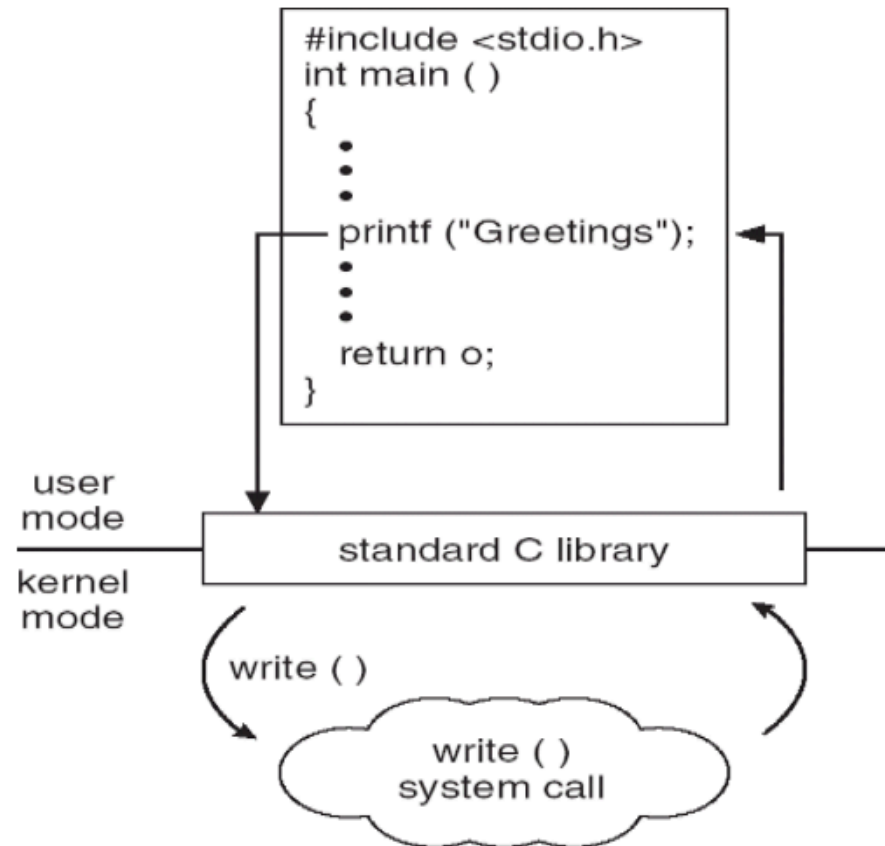 #include <stdio.h>
int main ( )
{
•
•
•
printf ("Greetings");
•
•
•
return o;
}
user
mode
standard C library
kernel
mode
write ( )
write ( )
system call